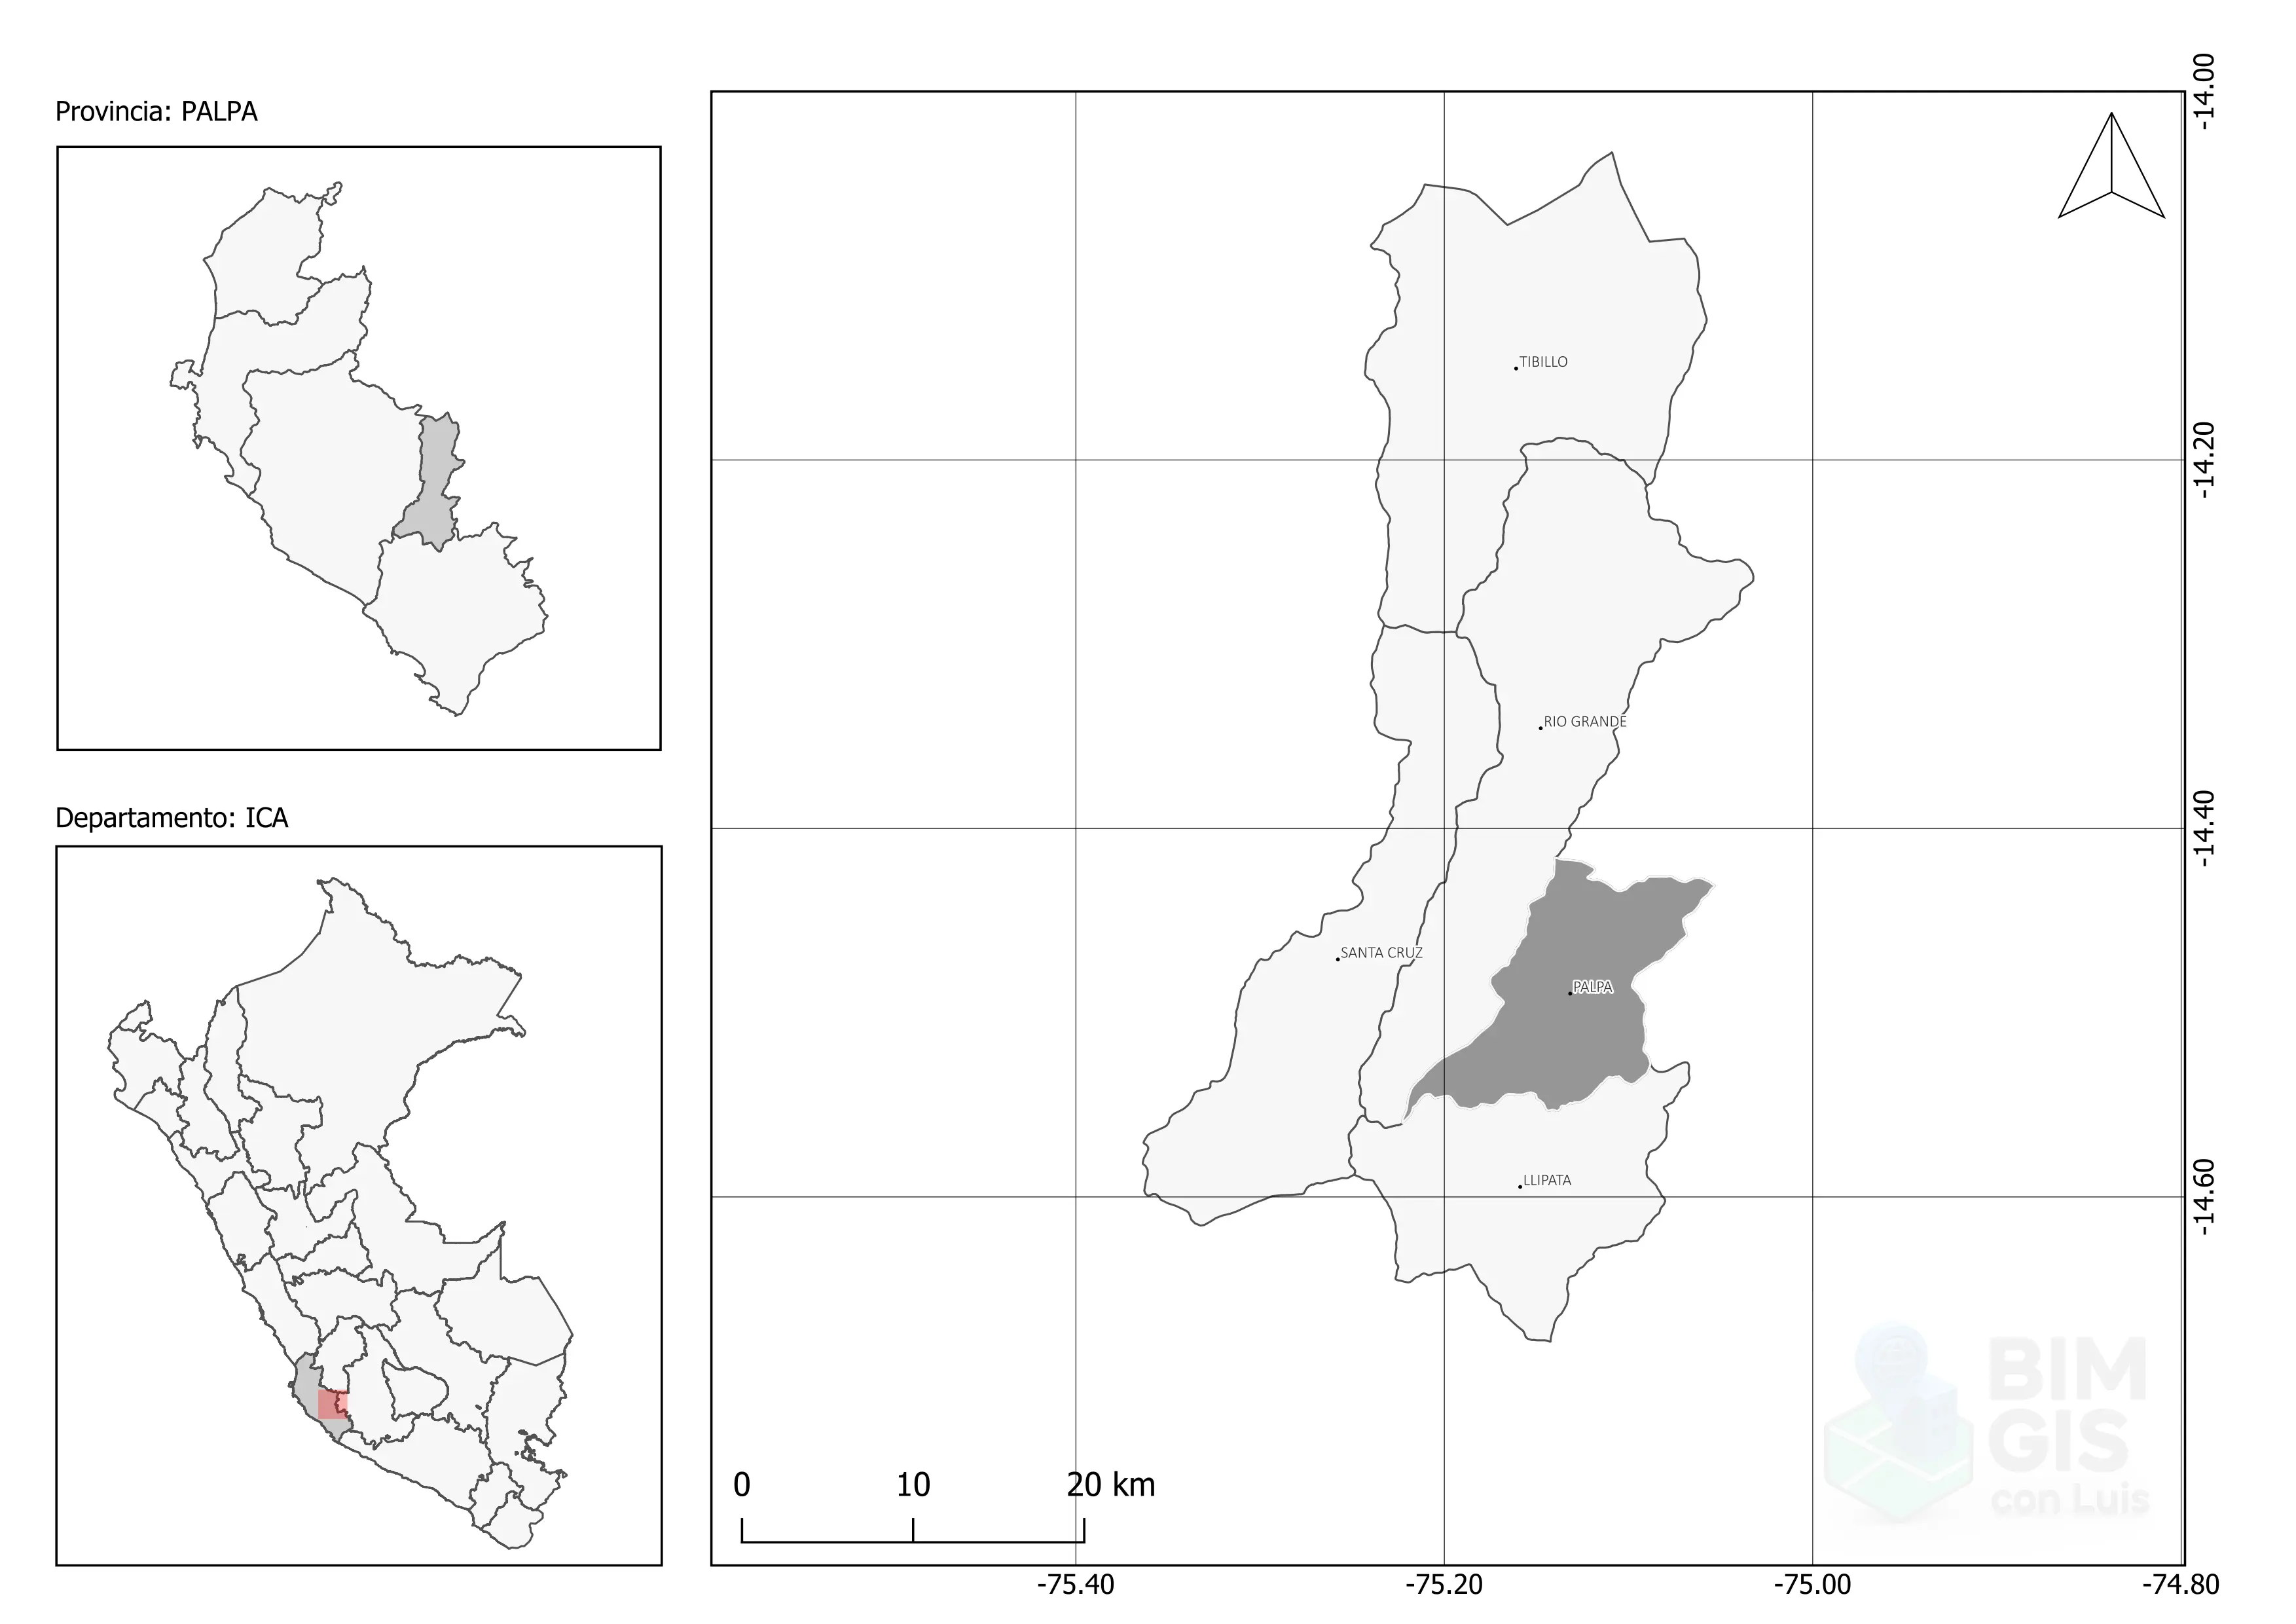 Provincia: PALPA
Departamento: ICA
TIBILLO
RIO GRANDE
SANTA CRUZ
PALPA
LLIPATA
-14.00
-14.20
-14.40
-14.60
0 10 20 km
-75.40 -75.20 -75.00 -74.80
BIM
GIS
con Luis